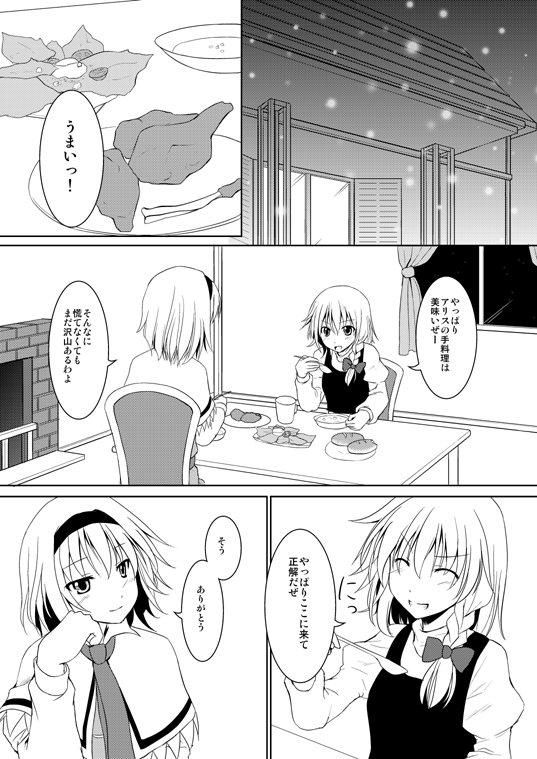 うまいっ！
やっぱり
アリスの手料理は
美味いぜー
そんなに
慌てなくても
まだ沢山あるわよ
やっぱりここに来て
正解だぜ
そう
ありがとう